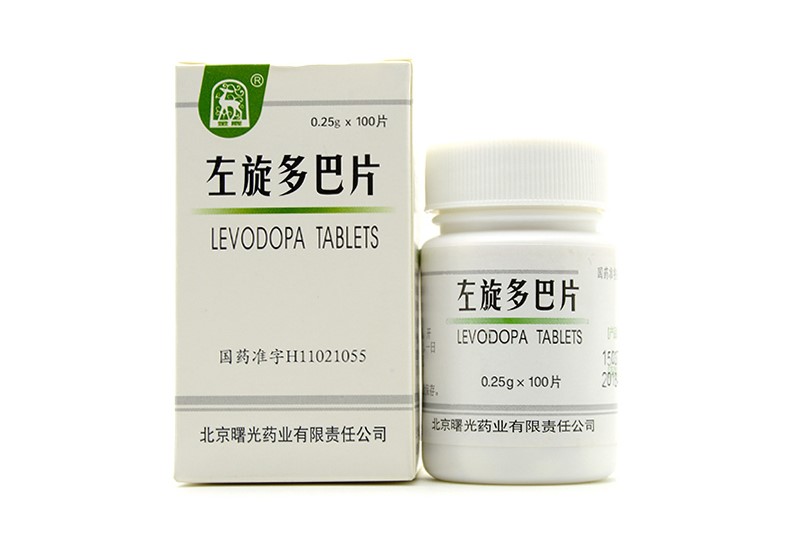 ®
0.25g x 100片
左旋多巴片
LEVODOPA TABLETS
国药准字H11021055
北京曙光药业有限责任公司
国药准
左旋多巴片
LEVODOPA TABLETS
0.25g x 100片
北京曙光药业有限责任公司